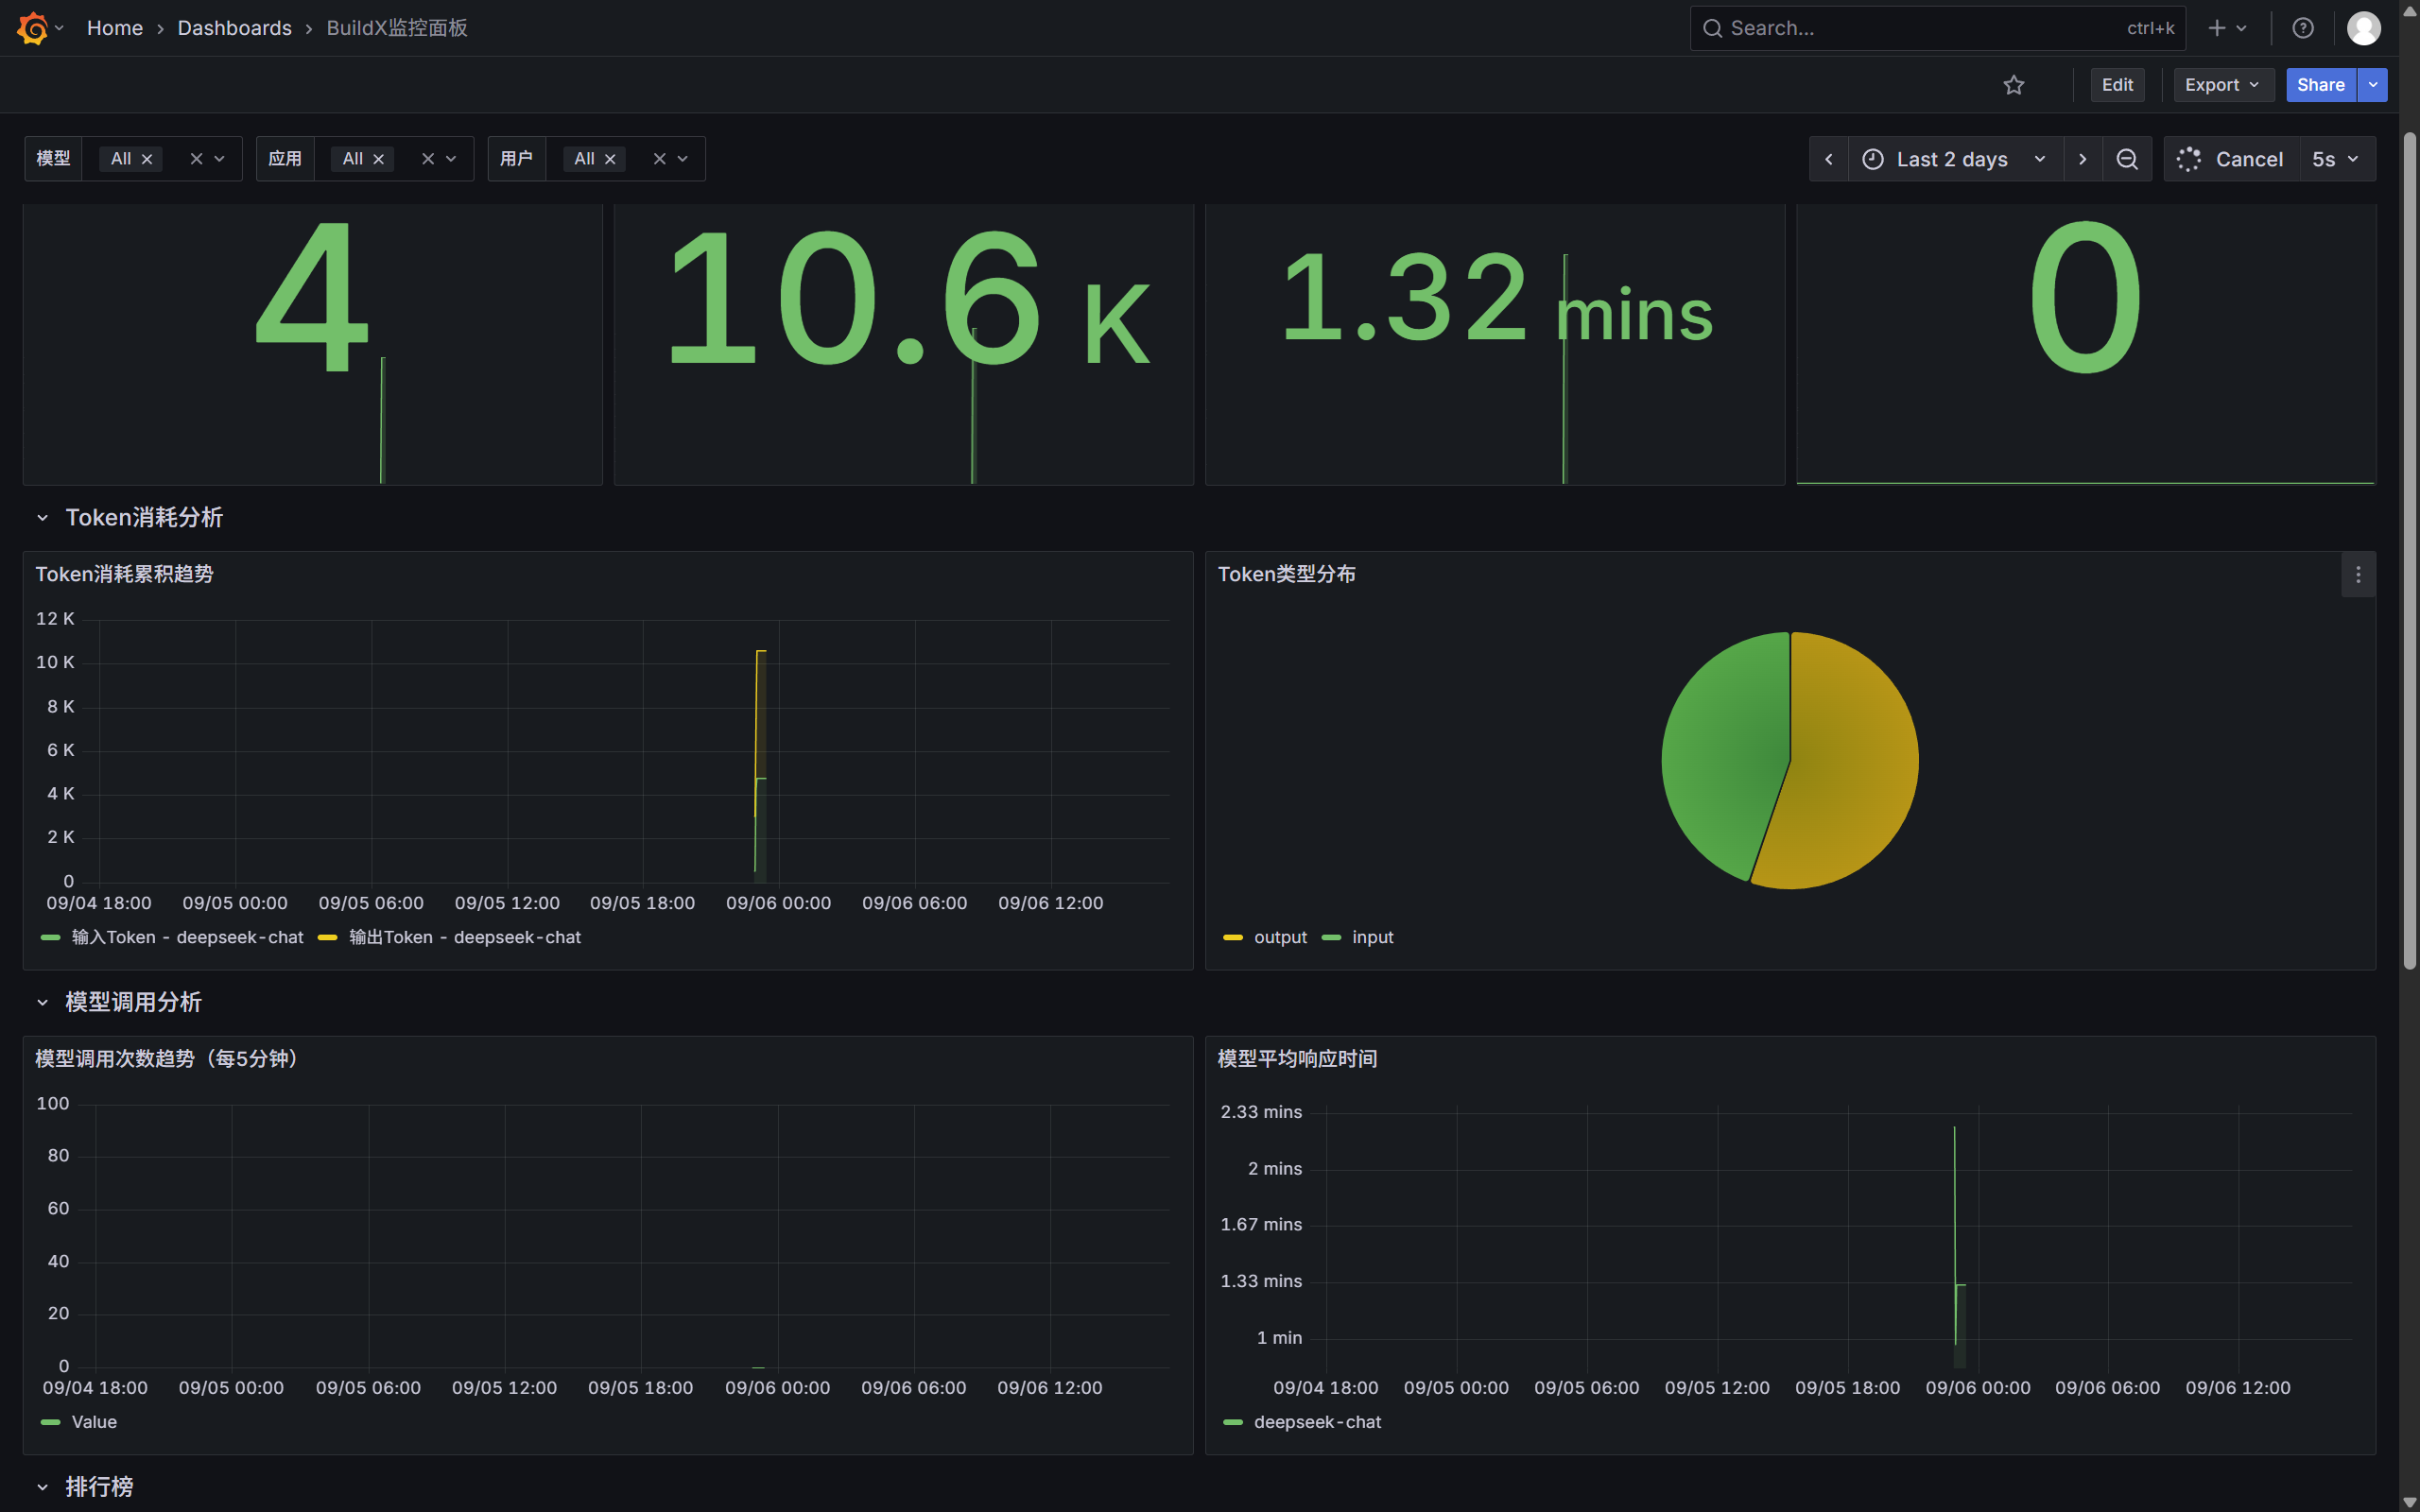 Home › Dashboards › BuildX监控面板
Search... ctrl+k
Edit Export Share
模型 All 应用 All 用户 All
Last 2 days Cancel 5s
4 10.6 K 1.32 mins 0
Token消耗分析
Token消耗累积趋势
12 K
10 K
8 K
6 K
4 K
2 K
0
09/04 18:00 09/05 00:00 09/05 06:00 09/05 12:00 09/05 18:00 09/06 00:00 09/06 06:00 09/06 12:00
输入Token - deepseek-chat 输出Token - deepseek-chat
Token类型分布
output input
模型调用分析
模型调用次数趋势（每5分钟）
100
80
60
40
20
0
09/04 18:00 09/05 00:00 09/05 06:00 09/05 12:00 09/05 18:00 09/06 00:00 09/06 06:00 09/06 12:00
Value
模型平均响应时间
2.33 mins
2 mins
1.67 mins
1.33 mins
1 min
09/04 18:00 09/05 00:00 09/05 06:00 09/05 12:00 09/05 18:00 09/06 00:00 09/06 06:00 09/06 12:00
deepseek-chat
排行榜